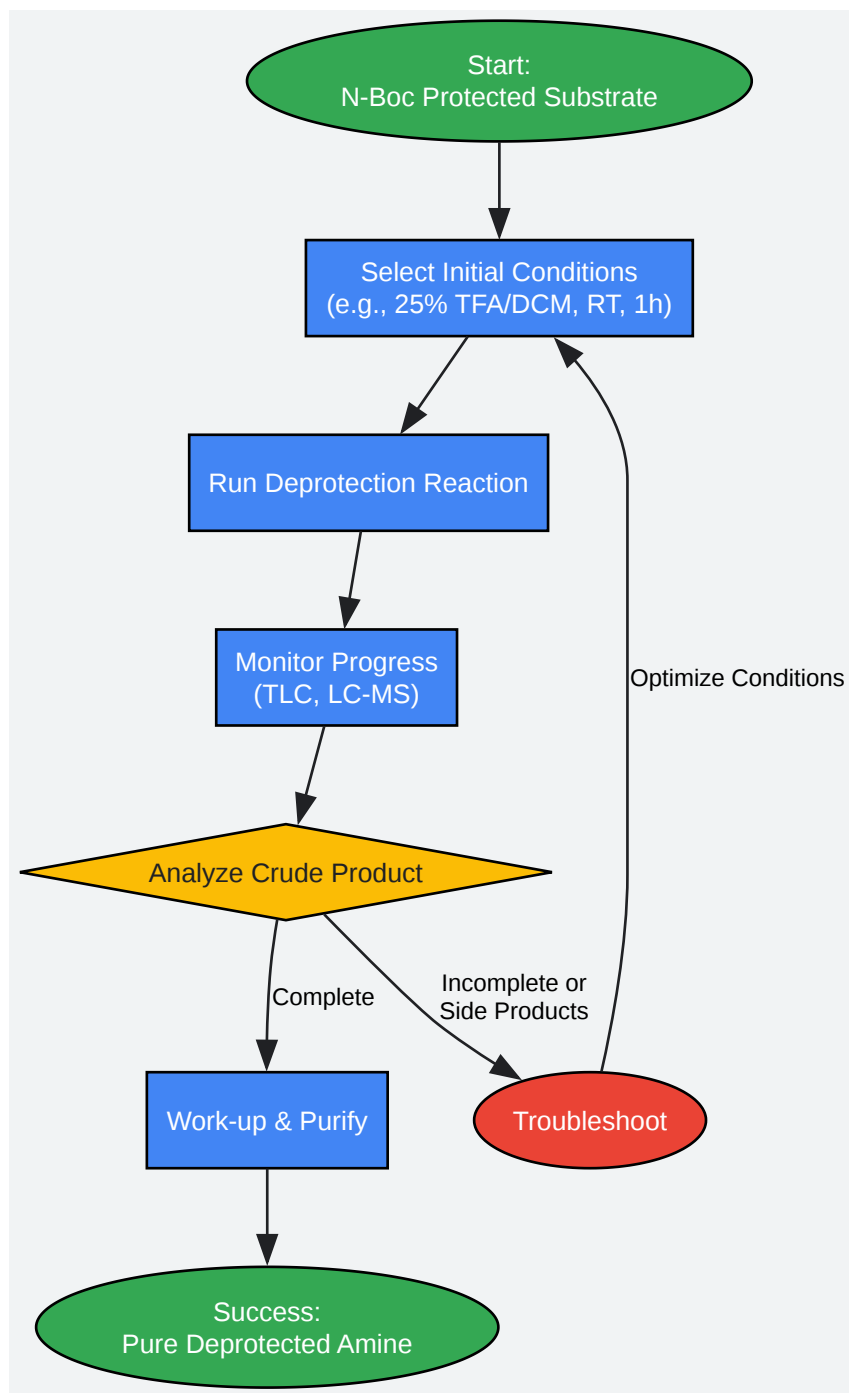 Start:
N-Boc Protected Substrate
Select Initial Conditions
(e.g., 25% TFA/DCM, RT, 1h)
Run Deprotection Reaction
Monitor Progress
(TLC, LC-MS)
Optimize Conditions
Analyze Crude Product
Complete
Incomplete or
Side Products
Work-up & Purify
Troubleshoot
Success:
Pure Deprotected Amine